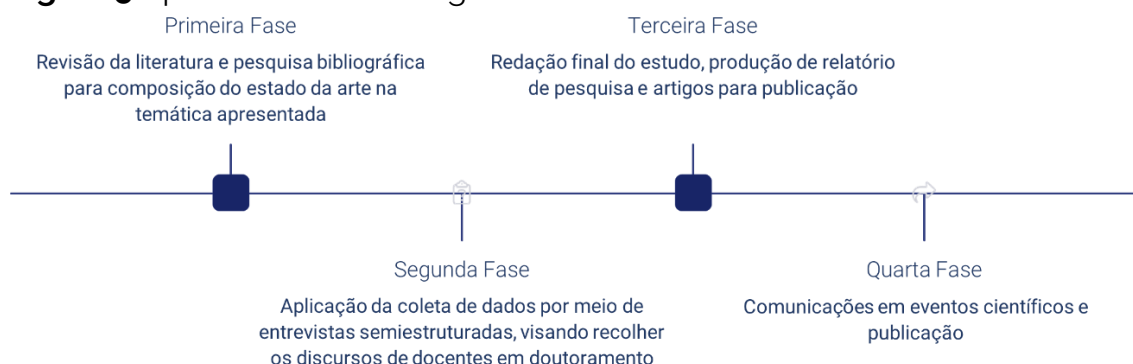 Primeira Fase
Revisão da literatura e pesquisa bibliográfica
para composição do estado da arte na
temática apresentada
Terceira Fase
Redação final do estudo, produção de relatório
de pesquisa e artigos para publicação
Segunda Fase
Aplicação da coleta de dados por meio de
entrevistas semiestruturadas, visando recolher
os discursos de docentes em doutoramento
Quarta Fase
Comunicações em eventos científicos e
publicação